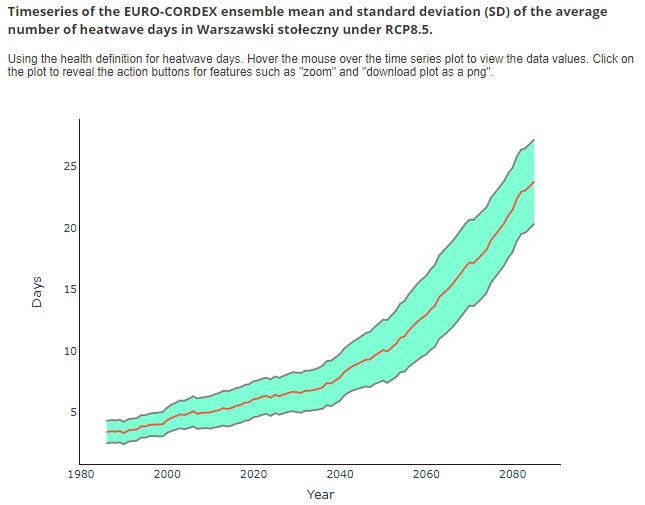 Timeseries of the EURO-CORDEX ensemble mean and standard deviation (SD) of the average
number of heatwave days in Warszawski stołeczny under RCP8.5.
Using the health definition for heatwave days. Hover the mouse over the time series plot to view the data values. Click on
the plot to reveal the action buttons for features such as "zoom" and "download plot as a png".
25
20
15
10
5
Days
1980 2000 2020 2040 2060 2080
Year